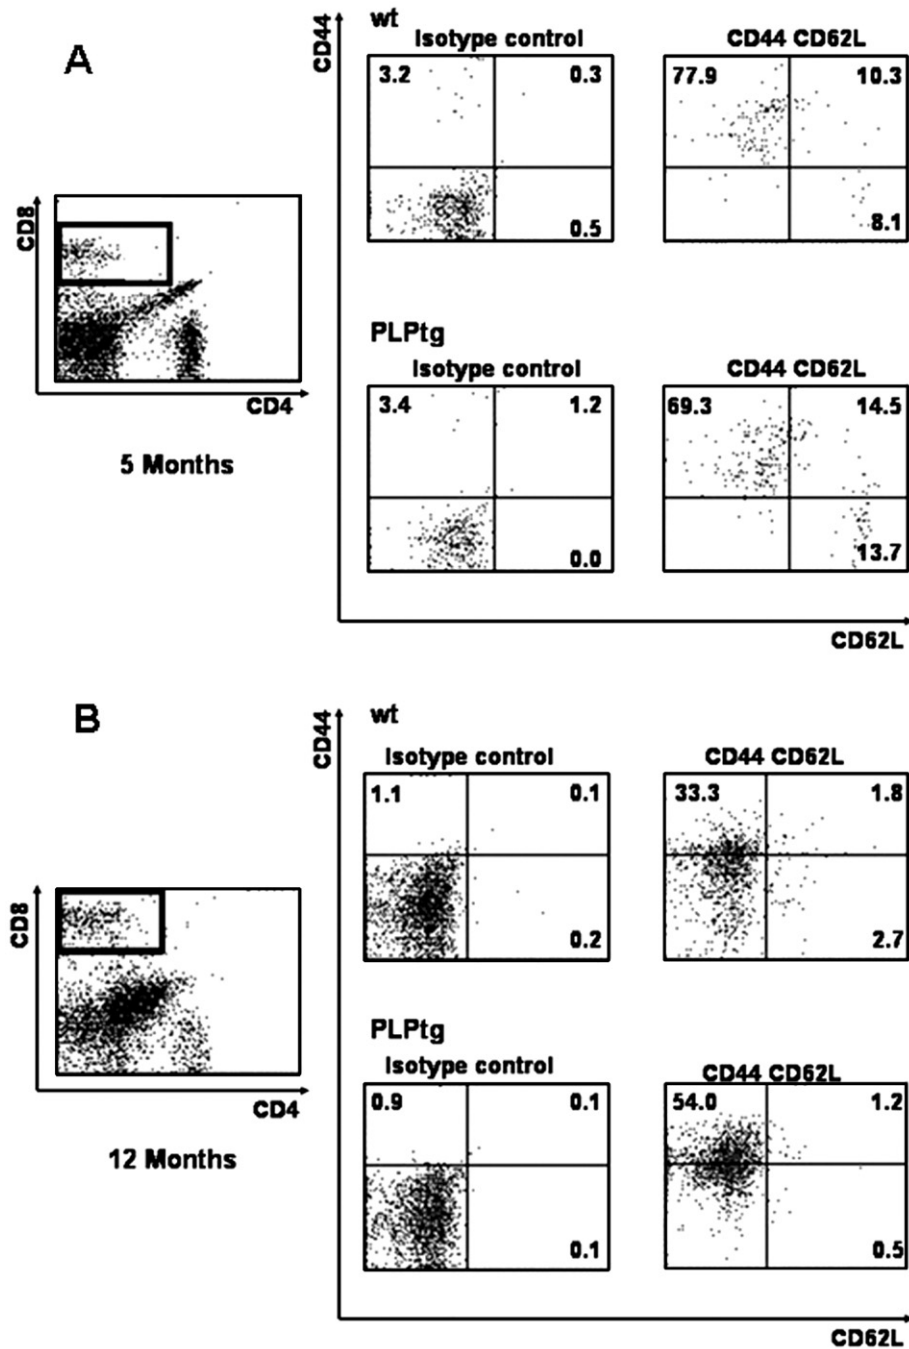 A
CD8
CD4
5 Months
CD44
wt
Isotype control
CD44 CD62L
3.2
0.3
0.5
77.9
10.3
8.1
PLPtg
Isotype control
CD44 CD62L
3.4
1.2
0.0
69.3
14.5
13.7
CD62L
B
CD8
CD4
12 Months
CD44
wt
Isotype control
CD44 CD62L
1.1
0.1
0.2
33.3
1.8
2.7
PLPtg
Isotype control
CD44 CD62L
0.9
0.1
0.1
54.0
1.2
0.5
CD62L